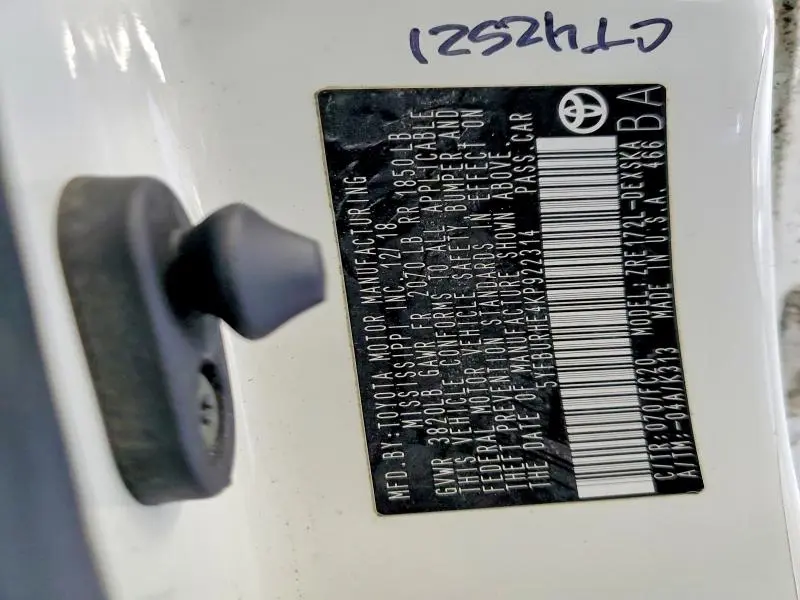 CT42521
MFD. BY: TOYOTA MOTOR MANUFACTURING
MISSISSIPPI INC. 12/18
GVWR 3820LB GAWR FR 2070LB RR 1850LB
THIS VEHICLE CONFORMS TO ALL APPLICABLE
FEDERAL MOTOR VEHICLE SAFETY, BUMPER, AND
THEFT PREVENTION STANDARDS IN EFFECT ON
THE DATE OF MANUFACTURE SHOWN ABOVE.
5YFBURHE4KP922314 PASS. CAR
C/TR: 070/FC20 MODEL: ZRE172L-DEXSKA
A/TM: -04A/K313 MADE IN U.S.A. 466
BA